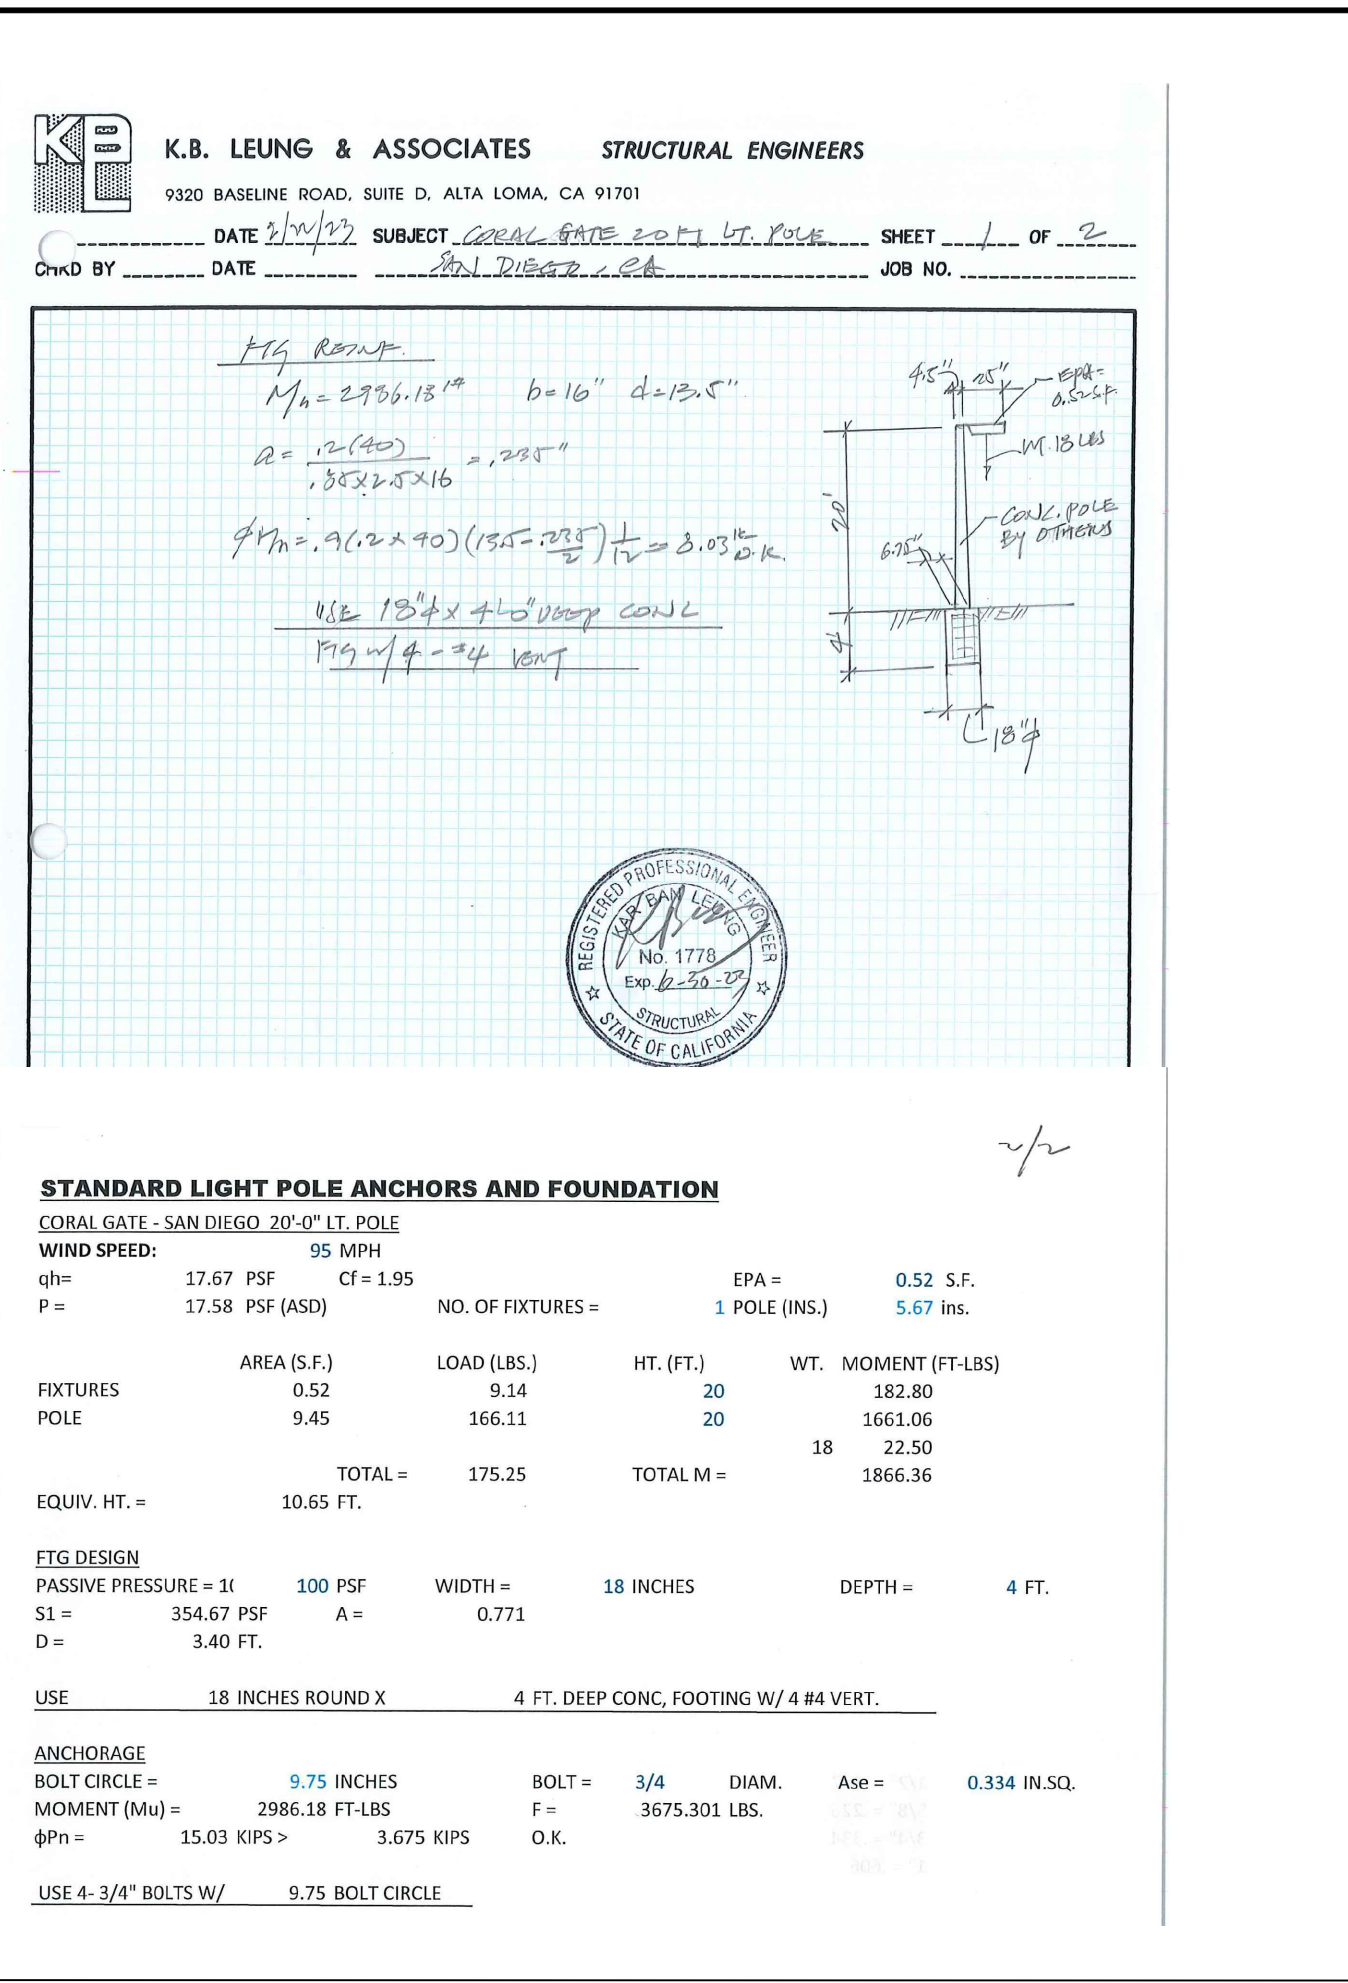 K.B. LEUNG & ASSOCIATES STRUCTURAL ENGINEERS
9320 BASELINE ROAD, SUITE D, ALTA LOMA, CA 91701
DATE 2/22/23 SUBJECT CORAL GATE 20 FT LT. POLE SHEET 1 OF 2
CHKD BY DATE SAN DIEGO, CA JOB NO.
FTG REINF.
Mu = 2986.18 b=16" d=13.5"
a = .2(40) / .85x2.5x16 = .235"
φMn = .9(.2x40)(13.5-.235/2) 1/12 = 8.03 O.K.
USE 18"φ x 4'-0" DEEP CONC
FTG w/ 4-#4 VERT
4.5" 25" EPA=
0.52 S.F.
WT. 18 LBS
20'
CONC. POLE
BY OTHERS
6.75"
4'
18"φ
REGISTERED PROFESSIONAL ENGINEER
KAR BAN LEUNG
No. 1778
Exp. 6-30-23
STRUCTURAL
STATE OF CALIFORNIA
2/2
STANDARD LIGHT POLE ANCHORS AND FOUNDATION
CORAL GATE - SAN DIEGO 20'-0" LT. POLE
WIND SPEED: 95 MPH
qh= 17.67 PSF Cf = 1.95 EPA = 0.52 S.F.
P = 17.58 PSF (ASD) NO. OF FIXTURES = 1 POLE (INS.) 5.67 ins.
AREA (S.F.) LOAD (LBS.) HT. (FT.) WT. MOMENT (FT-LBS)
FIXTURES 0.52 9.14 20 182.80
POLE 9.45 166.11 20 1661.06
18 22.50
TOTAL = 175.25 TOTAL M = 1866.36
EQUIV. HT. = 10.65 FT.
FTG DESIGN
PASSIVE PRESSURE = 1( 100 PSF WIDTH = 18 INCHES DEPTH = 4 FT.
S1 = 354.67 PSF A = 0.771
D = 3.40 FT.
USE 18 INCHES ROUND X 4 FT. DEEP CONC, FOOTING W/ 4 #4 VERT.
ANCHORAGE
BOLT CIRCLE = 9.75 INCHES BOLT = 3/4 DIAM. Ase = 0.334 IN.SQ.
MOMENT (Mu) = 2986.18 FT-LBS F = 3675.301 LBS.
φPn = 15.03 KIPS > 3.675 KIPS O.K.
USE 4- 3/4" BOLTS W/ 9.75 BOLT CIRCLE